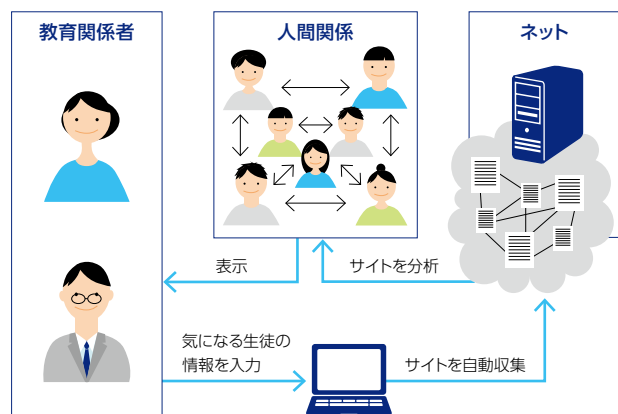 教育関係者
人間関係
ネット
表示
サイトを分析
気になる生徒の
情報を入力
サイトを自動収集